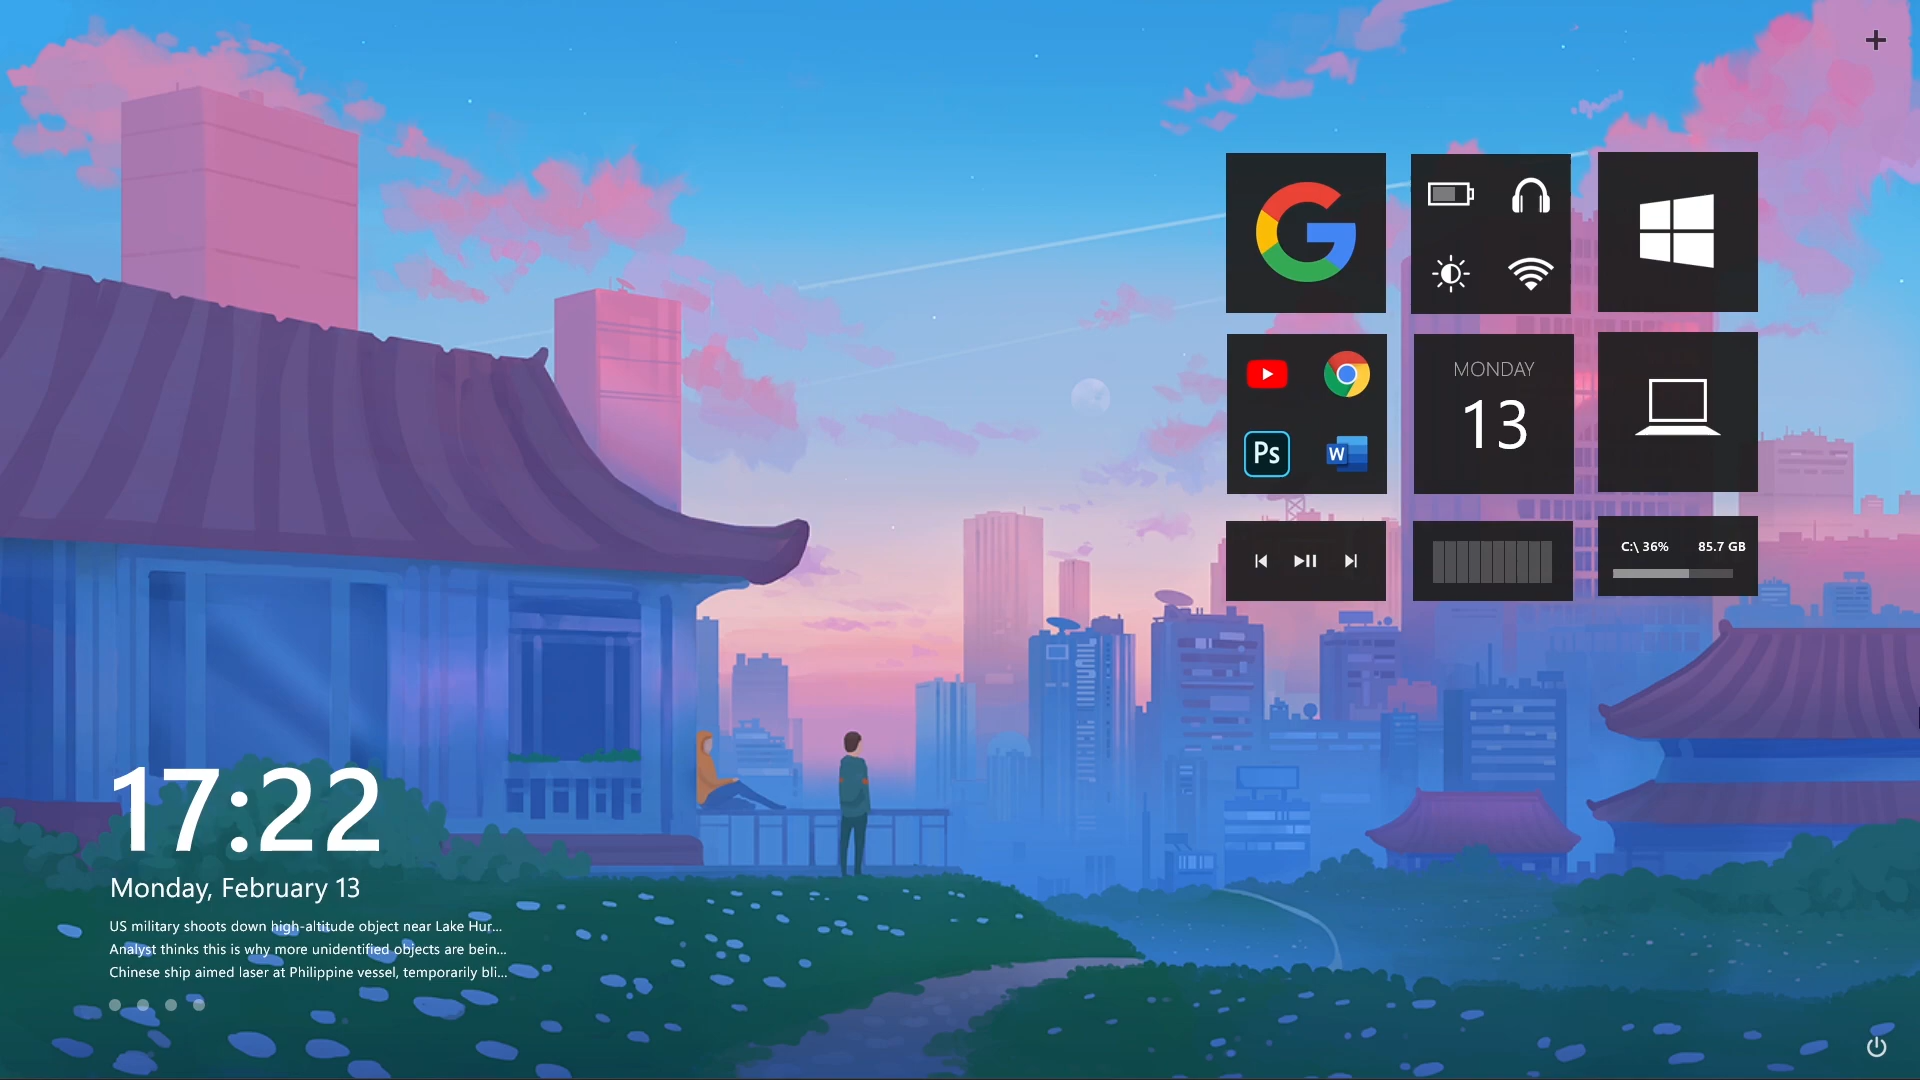 MONDAY
13
Ps
W
C:\ 36% 85.7 GB
17:22
Monday, February 13
US military shoots down high-altitude object near Lake Hur...
Analyst thinks this is why more unidentified objects are bein...
Chinese ship aimed laser at Philippine vessel, temporarily bli...